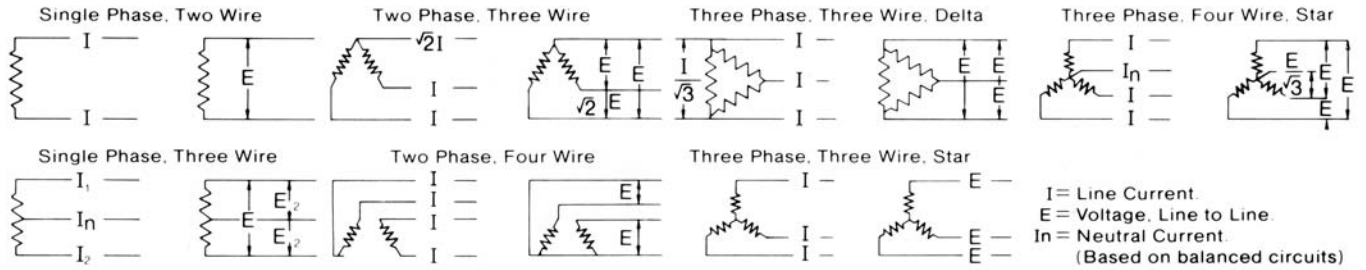 Single Phase, Two Wire
I
I
E
Two Phase, Three Wire
√2I
I
I
E
E
√2 E
Three Phase, Three Wire, Delta
I
√3
I
I
I
E
E
E
Three Phase, Four Wire, Star
I
In
I
I
E
√3
E
E
E
Single Phase, Three Wire
I₁
In
I₂
E
E
2
E
2
Two Phase, Four Wire
I
I
I
I
E
E
Three Phase, Three Wire, Star
I
I
I
E
E
E
I = Line Current.
E = Voltage, Line to Line.
In = Neutral Current.
(Based on balanced circuits)